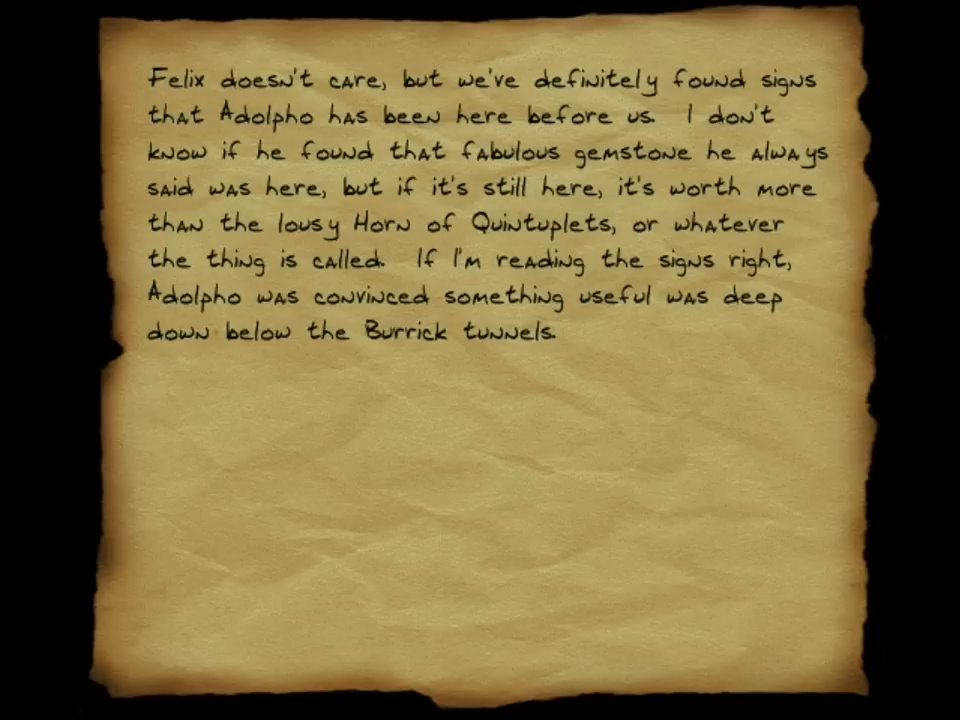 Felix doesn't care, but we've definitely found signs
that Adolpho has been here before us.  I don't
know if he found that fabulous gemstone he always
said was here, but if it's still here, it's worth more
than the lousy Horn of Quintuplets, or whatever
the thing is called.  If I'm reading the signs right,
Adolpho was convinced something useful was deep
down below the Burrick tunnels.